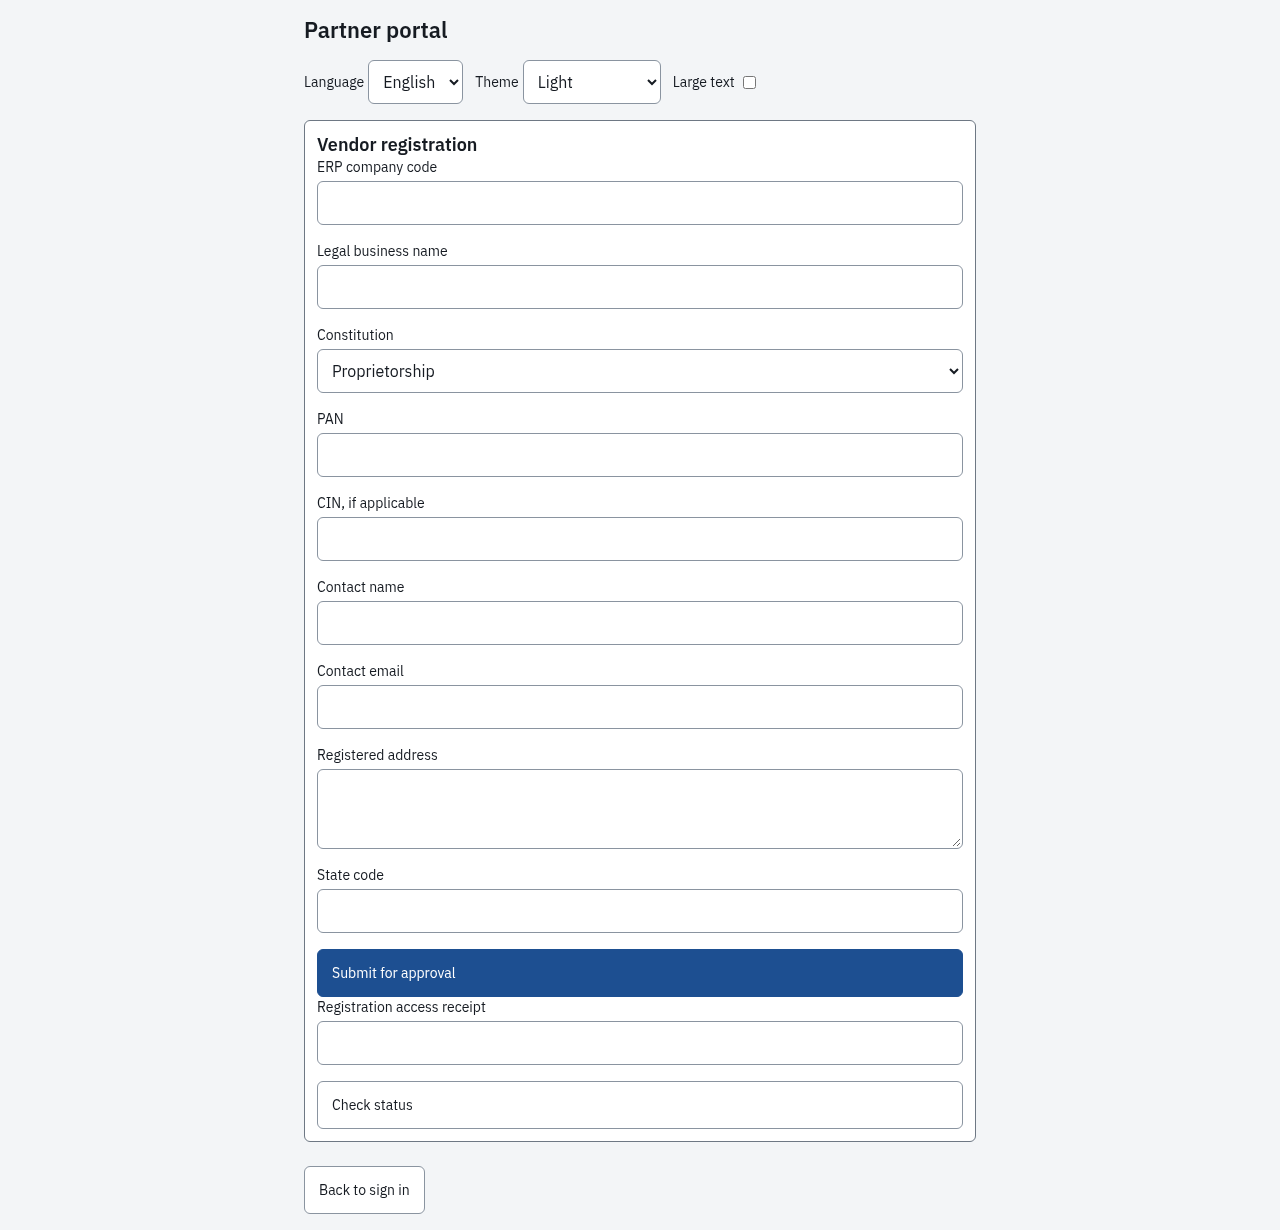 Partner portal
Language English Theme Light Large text
Vendor registration
ERP company code
Legal business name
Constitution
Proprietorship
PAN
CIN, if applicable
Contact name
Contact email
Registered address
State code
Submit for approval
Registration access receipt
Check status
Back to sign in